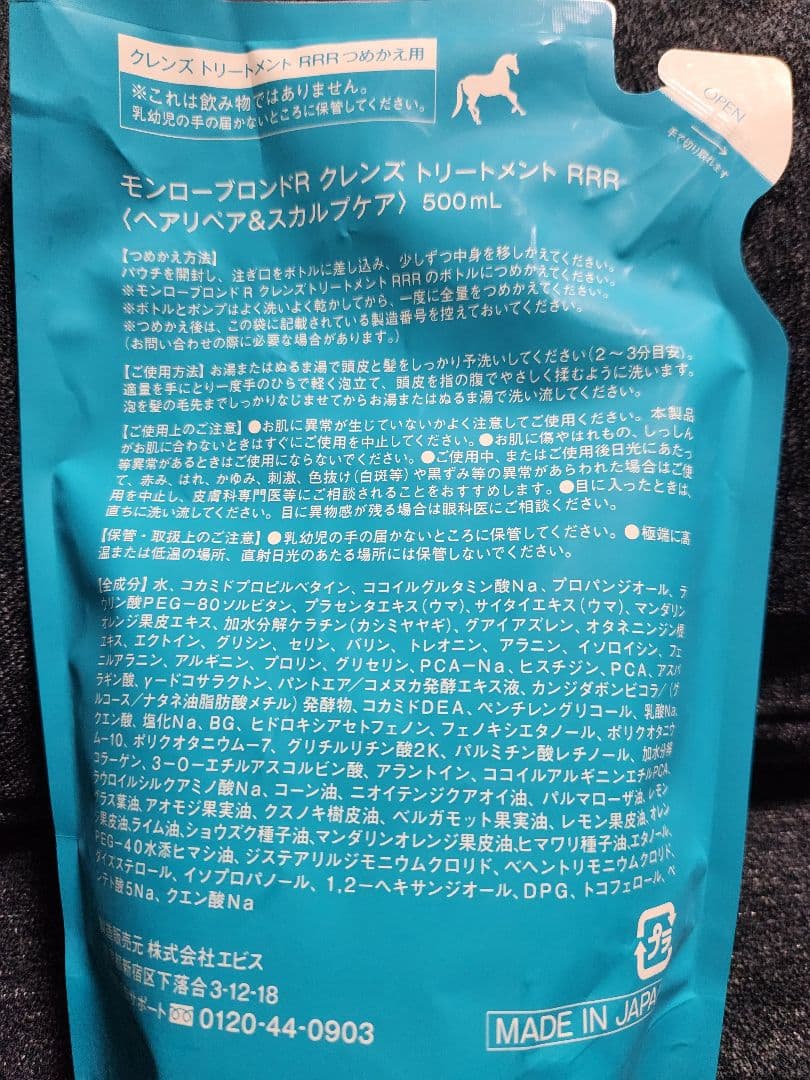 クレンズ トリートメント RRRつめかえ用
※これは飲み物ではありません。
乳幼児の手の届かないところに保管してください。
OPEN
手で切り取れます
モンローブロンドR クレンズ トリートメント RRR
〈ヘアリペア&スカルプケア〉 500mL
【つめかえ方法】
パウチを開封し、注ぎ口をボトルに差し込み、少しずつ中身を移しかえてください。
※モンローブロンド R クレンズトリートメント RRR のボトルにつめかえてください。
※ボトルとポンプはよく洗いよく乾かしてから、一度に全量をつめかえてください。
※つめかえ後は、この袋に記載されている製造番号を控えておいてください。
(お問い合わせの際に必要な場合があります。)
【ご使用方法】お湯またはぬるま湯で頭皮と髪をしっかり予洗いしてください(2～3分目安)。
適量を手にとり一度手のひらで軽く泡立て、頭皮を指の腹でやさしく揉むように洗います。
泡を髪の毛先までしっかりなじませてからお湯またはぬるま湯で洗い流してください。
【ご使用上のご注意】●お肌に異常が生じていないかよく注意してご使用ください。本製品
がお肌に合わないときはすぐにご使用を中止してください。●お肌に傷やはれもの、しっしん
等異常があるときはご使用にならないでください。●ご使用中、またはご使用後日光にあたっ
て、赤み、はれ、かゆみ、刺激、色抜け(白斑等)や黒ずみ等の異常があらわれた場合はご使
用を中止し、皮膚科専門医等にご相談されることをおすすめします。●目に入ったときは、
直ちに洗い流してください。目に異物感が残る場合は眼科医にご相談ください。
【保管・取扱上のご注意】●乳幼児の手の届かないところに保管してください。●極端に高
温または低温の場所、直射日光のあたる場所には保管しないでください。
【全成分】水、コカミドプロピルベタイン、ココイルグルタミン酸Na、プロパンジオール、ラ
ウリン酸PEG-80ソルビタン、プラセンタエキス(ウマ)、サイタイエキス(ウマ)、マンダリン
オレンジ果皮エキス、加水分解ケラチン(カシミヤヤギ)、グアイアズレン、オタネニンジン根
エキス、エクトイン、グリシン、セリン、バリン、トレオニン、アラニン、イソロイシン、フェ
ニルアラニン、アルギニン、プロリン、グリセリン、PCA-Na、ヒスチジン、PCA、アスパ
ラギン酸、γ-ドコサラクトン、パントエア/コメヌカ発酵エキス液、カンジダボンビコラ/(グ
ルコース/ナタネ油脂肪酸メチル)発酵物、コカミドDEA、ペンチレングリコール、乳酸Na、
クエン酸、塩化Na、BG、ヒドロキシアセトフェノン、フェノキシエタノール、ポリクオタニウ
ム-10、ポリクオタニウム-7、グリチルリチン酸2K、パルミチン酸レチノール、加水分解
コラーゲン、3-O-エチルアスコルビン酸、アラントイン、ココイルアルギニンエチルPCA、
ラウロイルシルクアミノ酸Na、コーン油、ニオイテンジクアオイ油、パルマローザ油、レモン
グラス葉油、アオモジ果実油、クスノキ樹皮油、ベルガモット果実油、レモン果皮油、オレン
ジ果皮油、ライム油、ショウズク種子油、マンダリンオレンジ果皮油、ヒマワリ種子油、エタノール、
PEG-40水添ヒマシ油、ジステアリルジモニウムクロリド、ベヘントリモニウムクロリド、
ダイズステロール、イソプロパノール、1,2-ヘキサンジオール、DPG、トコフェロール、ペ
ンテト酸5Na、クエン酸Na
販売元 株式会社エビス
新宿区下落合3-12-18
サポート 0120-44-0903
プラ
MADE IN JAPA